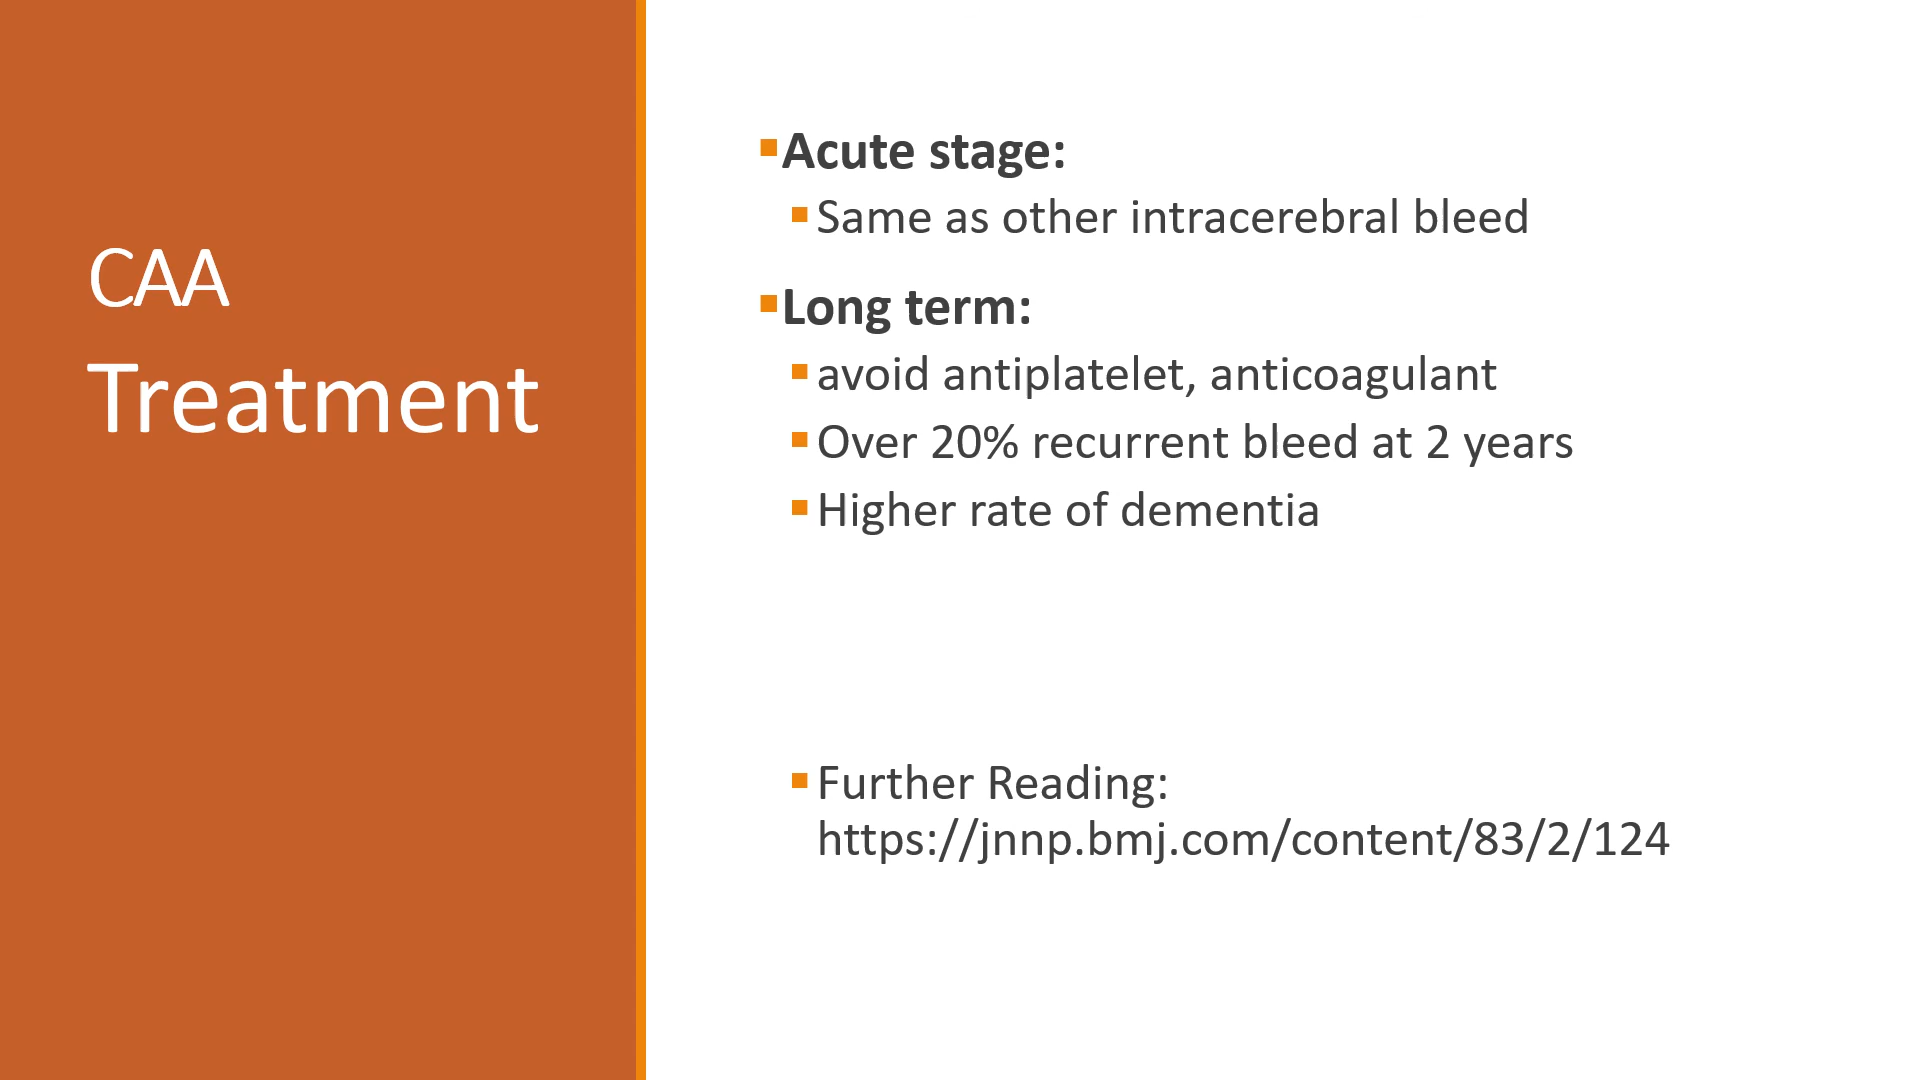 CAA
Treatment
Acute stage:
Same as other intracerebral bleed
Long term:
avoid antiplatelet, anticoagulant
Over 20% recurrent bleed at 2 years
Higher rate of dementia
Further Reading:
https://jnnp.bmj.com/content/83/2/124